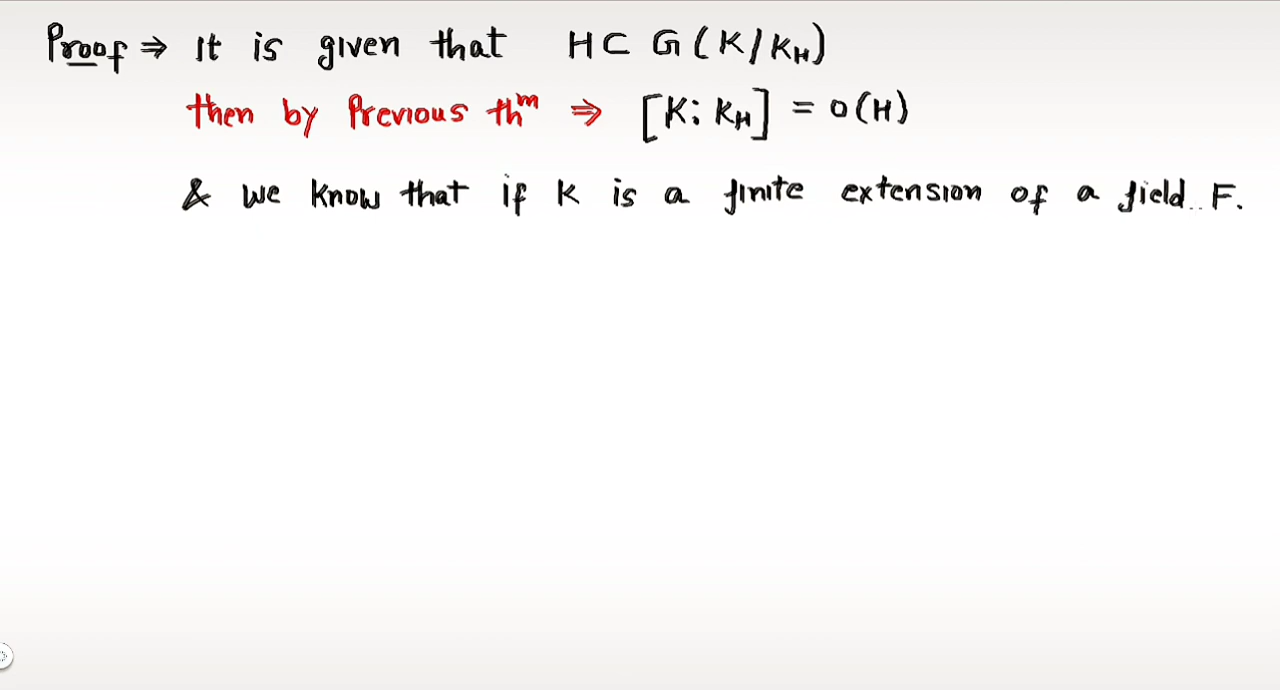 Proof ⇒ It is given that H ⊂ G (K/K_H)
then by Previous thᵐ ⇒ [K: K_H] = o(H)
& we know that if K is a finite extension of a field F.